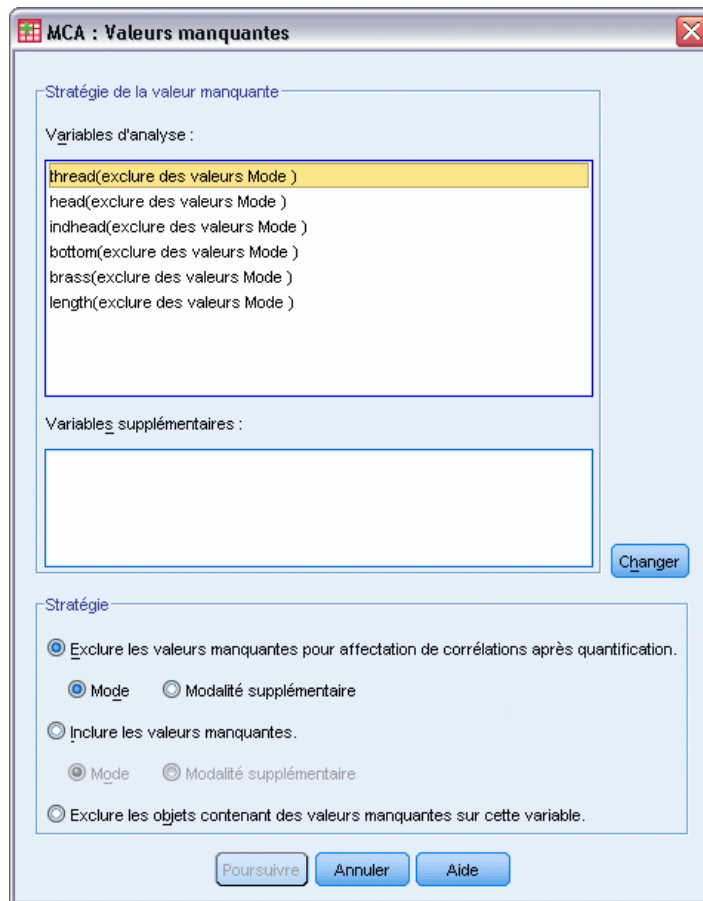 MCA : Valeurs manquantes
Stratégie de la valeur manquante
Variables d'analyse :
thread(exclure des valeurs Mode )
head(exclure des valeurs Mode )
indhead(exclure des valeurs Mode )
bottom(exclure des valeurs Mode )
brass(exclure des valeurs Mode )
length(exclure des valeurs Mode )
Variables supplémentaires :
Changer
Stratégie
Exclure les valeurs manquantes pour affectation de corrélations après quantification.
Mode Modalité supplémentaire
Inclure les valeurs manquantes.
Mode Modalité supplémentaire
Exclure les objets contenant des valeurs manquantes sur cette variable.
Poursuivre Annuler Aide